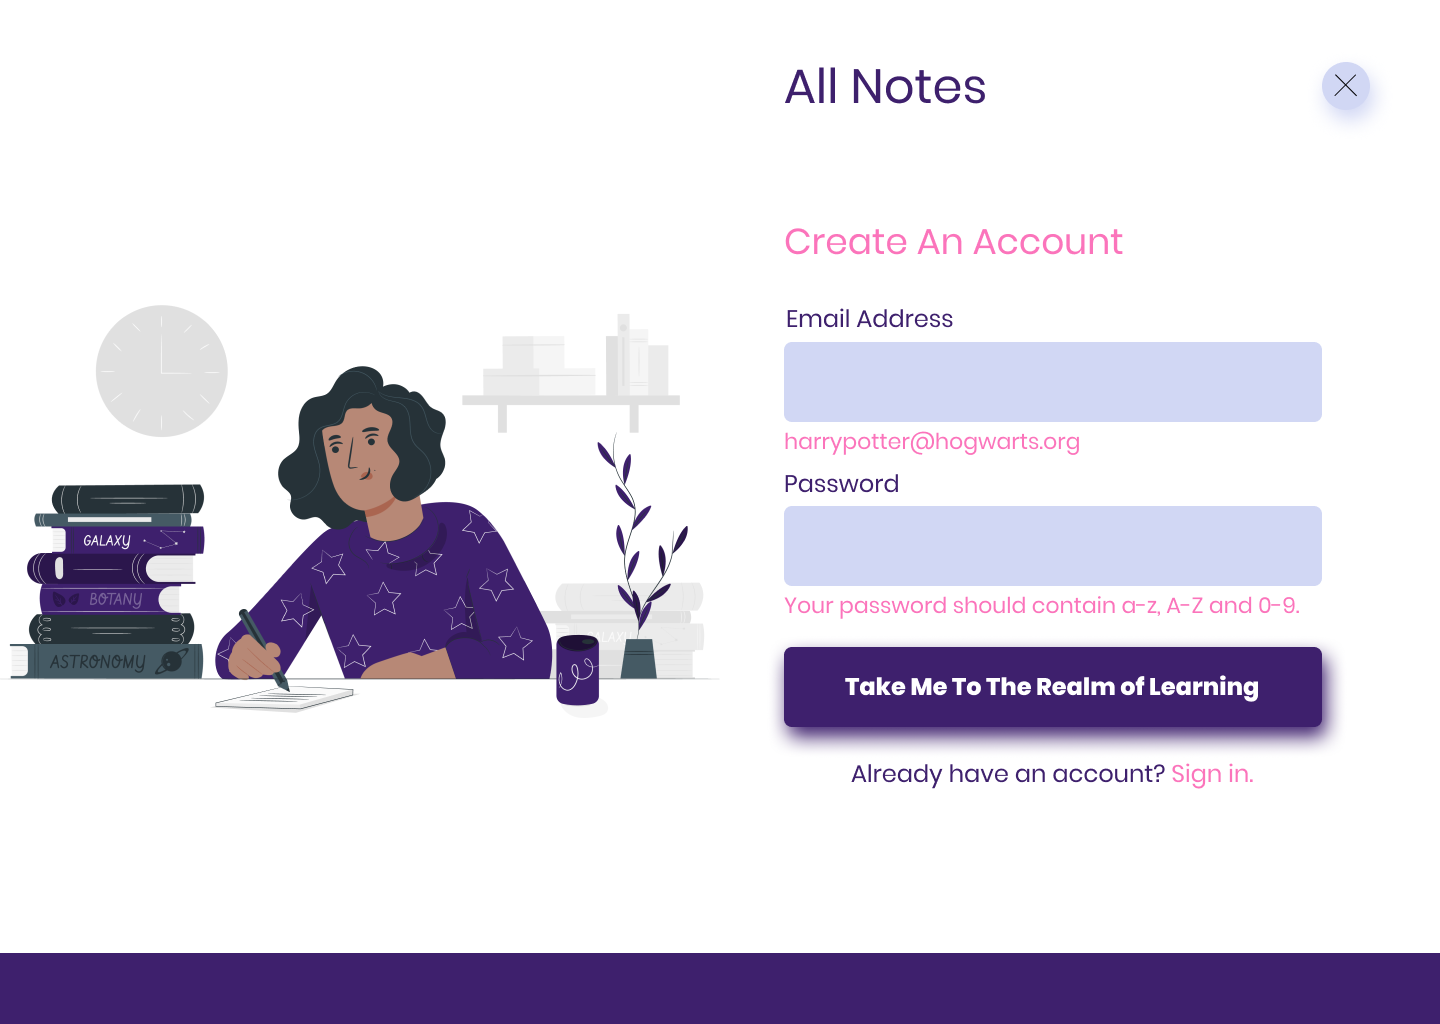 All Notes
Create An Account
Email Address
harrypotter@hogwarts.org
Password
Your password should contain a-z, A-Z and 0-9.
Take Me To The Realm of Learning
Already have an account? Sign in.
GALAXY
BOTANY
ASTRONOMY
GALAXY